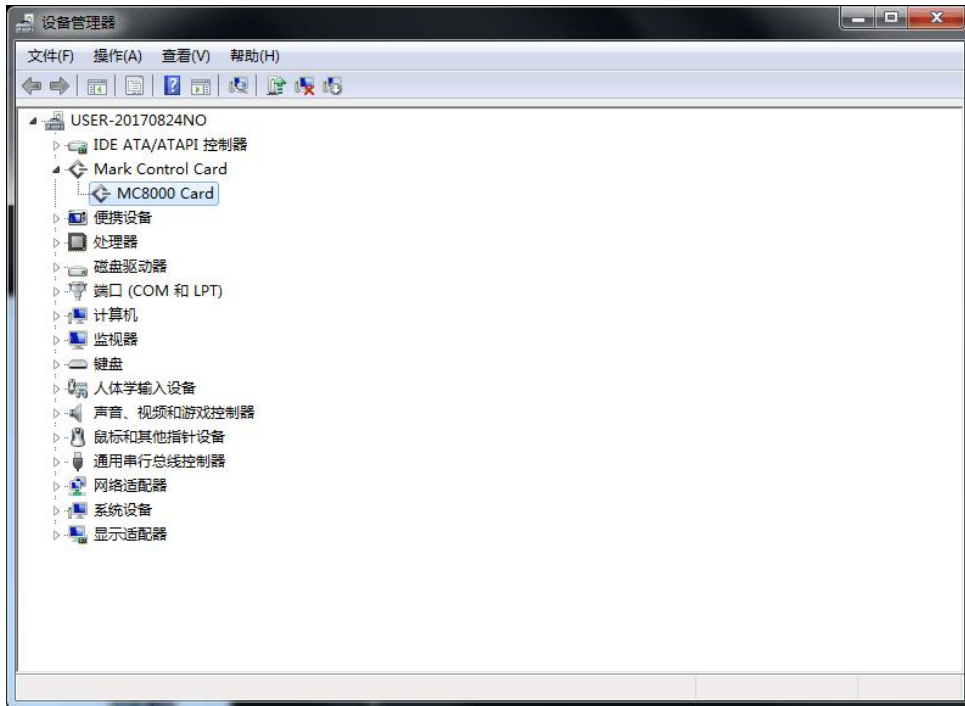 设备管理器
文件(F) 操作(A) 查看(V) 帮助(H)
USER-20170824NO
IDE ATA/ATAPI 控制器
Mark Control Card
MC8000 Card
便携设备
处理器
磁盘驱动器
端口 (COM 和 LPT)
计算机
监视器
键盘
人体学输入设备
声音、视频和游戏控制器
鼠标和其他指针设备
通用串行总线控制器
网络适配器
系统设备
显示适配器